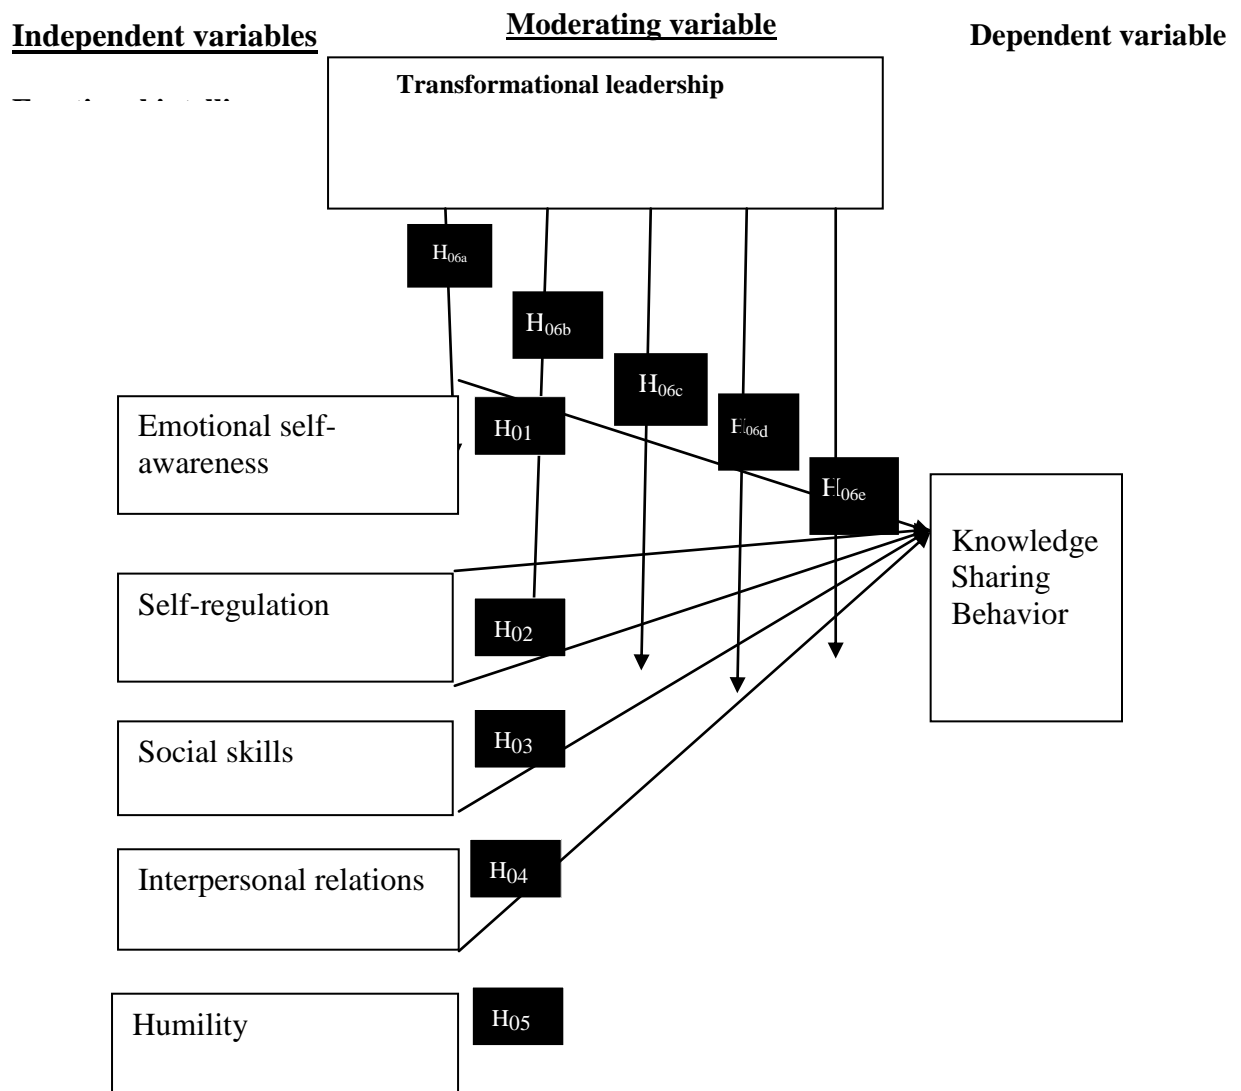 Independent variables
Moderating variable
Dependent variable
Transformational leadership
H06a
H06b
H06c
H06d
H06e
Emotional self-
awareness
H01
Knowledge
Sharing
Behavior
Self-regulation
H02
Social skills
H03
Interpersonal relations
H04
Humility
H05